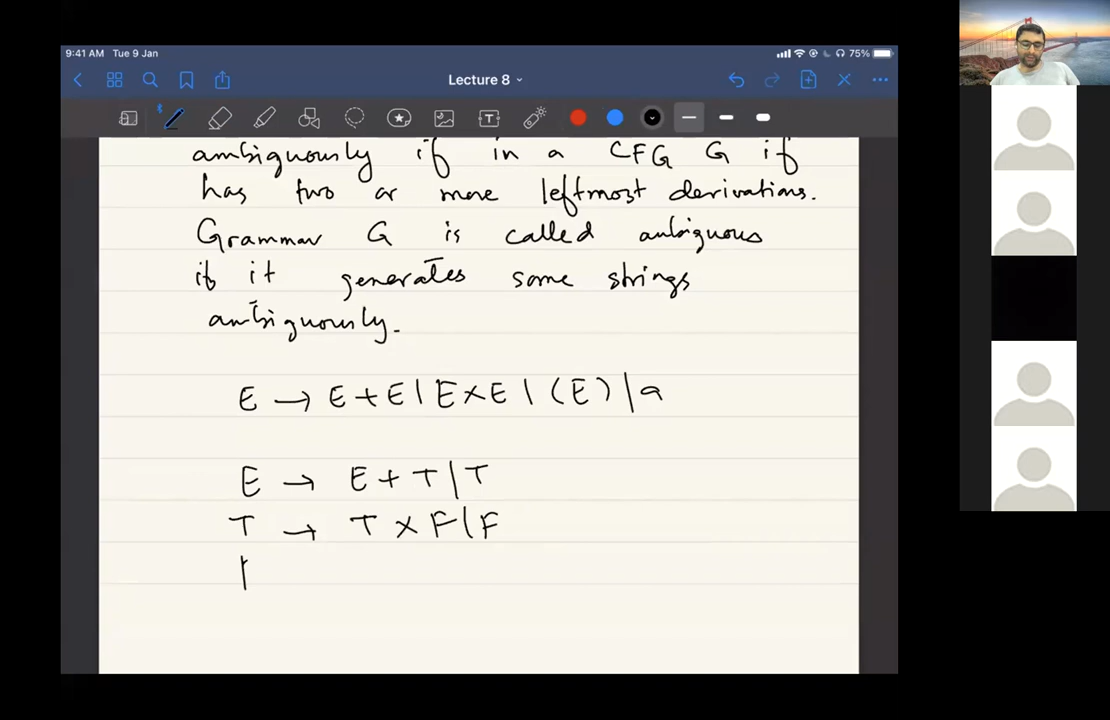 9:41 AM Tue 9 Jan
75%
Lecture 8
ambiguously if in a CFG G if
has two or more leftmost derivations.
Grammar G is called ambiguous
if it generates some strings
ambiguously.
E → E + E | E × E | (E) | a
E → E + T | T
T → T × F | F